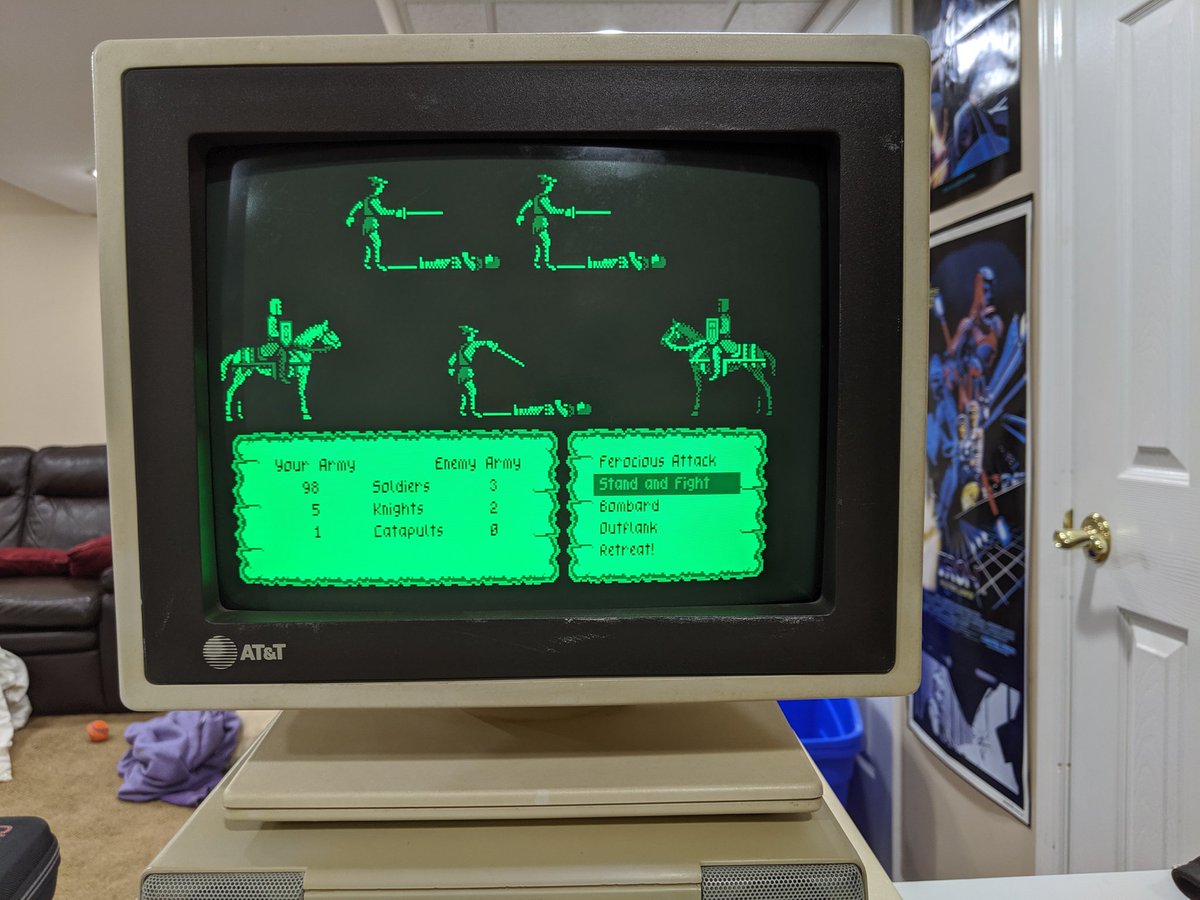 Your Army Enemy Army
98 Soldiers 3
5 Knights 2
1 Catapults 0
Ferocious Attack
Stand and Fight
Bombard
Outflank
Retreat!
AT&T